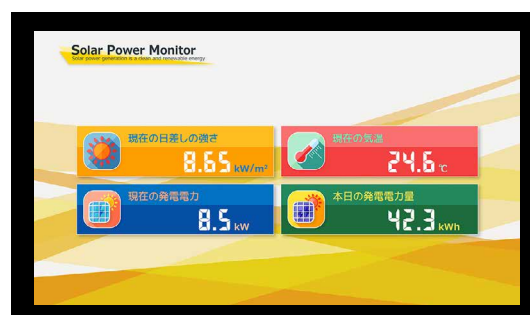 Solar Power Monitor
Solar power generation is a clean and renewable energy
現在の日差しの強さ
8.65 kW/m²
現在の気温
24.6 ℃
現在の発電電力
8.5 kW
本日の発電電力量
42.3 kWh